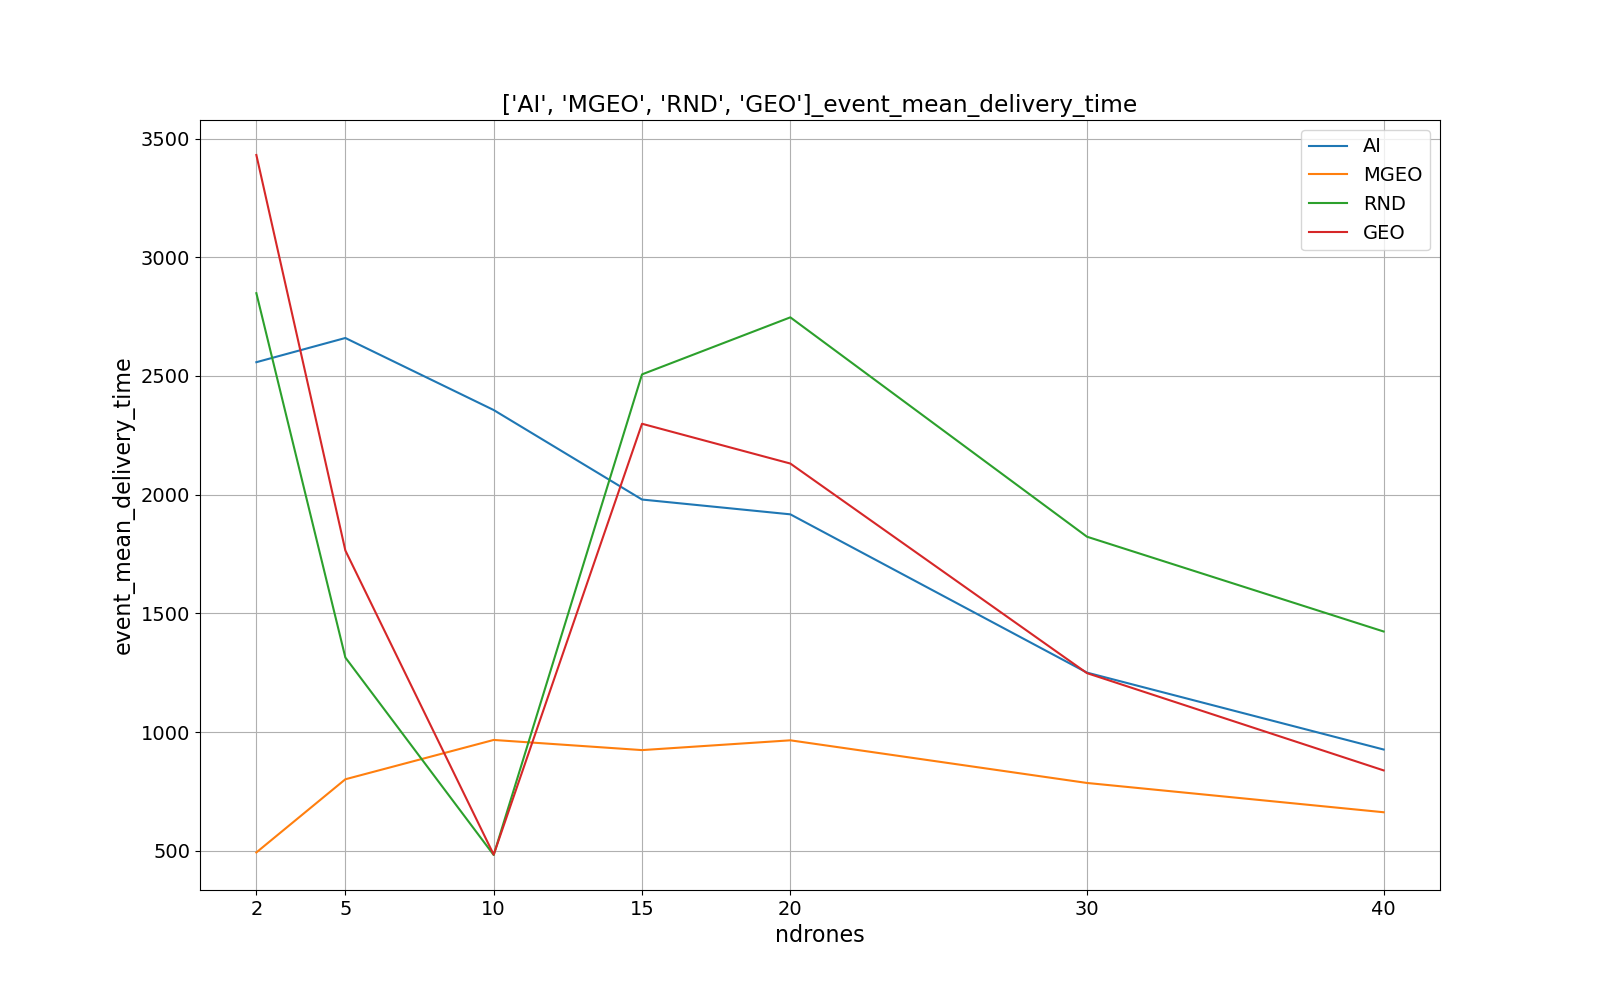 ['AI', 'MGEO', 'RND', 'GEO']_event_mean_delivery_time
AI
MGEO
RND
GEO
3500
3000
2500
2000
1500
1000
500
event_mean_delivery_time
2 5 10 15 20 30 40
ndrones